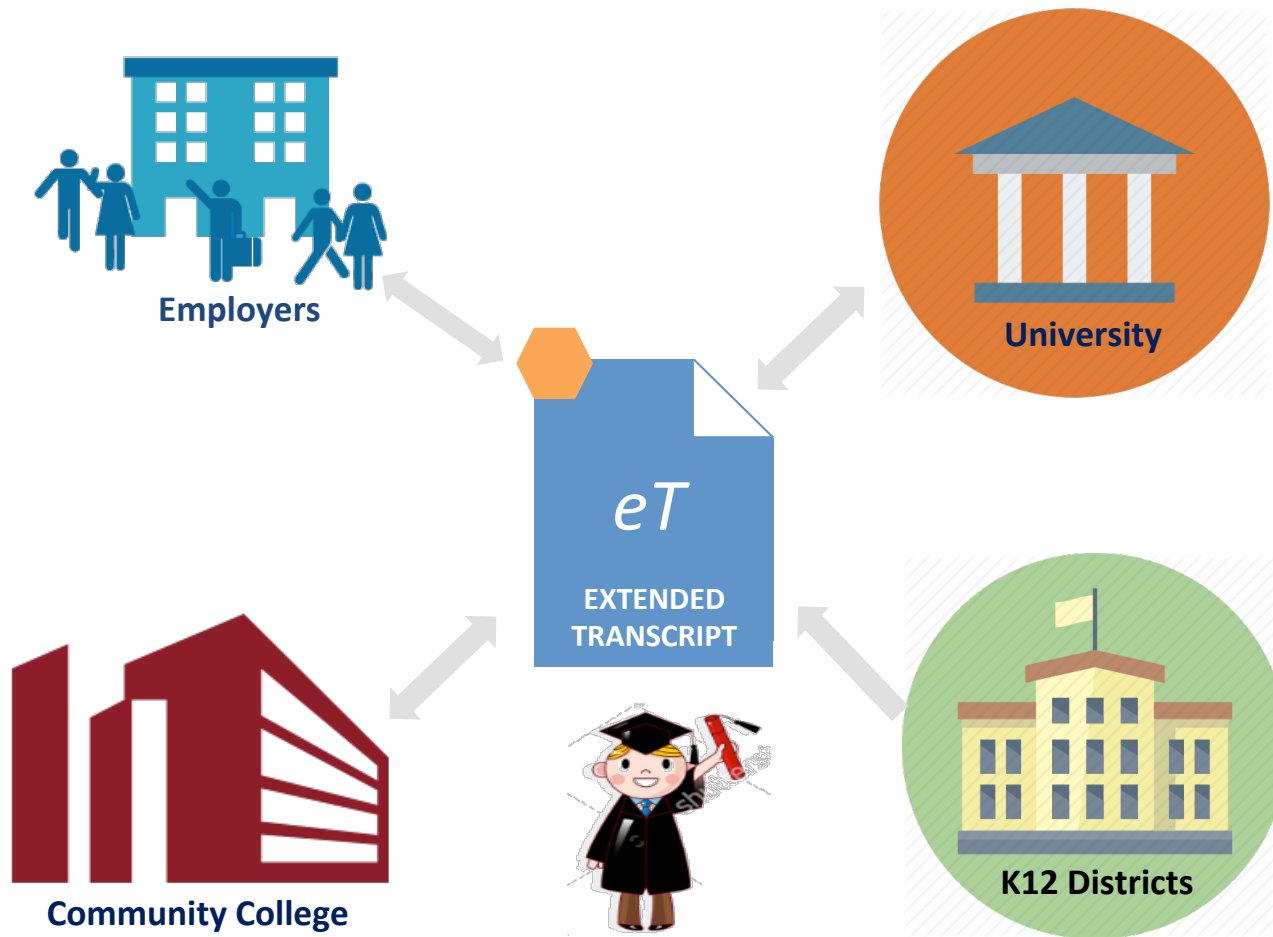 Employers
University
eT
EXTENDED
TRANSCRIPT
Community College
K12 Districts